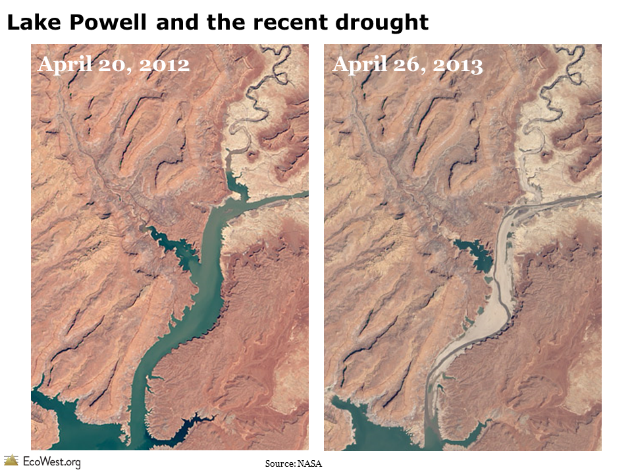 Lake Powell and the recent drought
April 20, 2012
April 26, 2013
EcoWest.org
Source: NASA